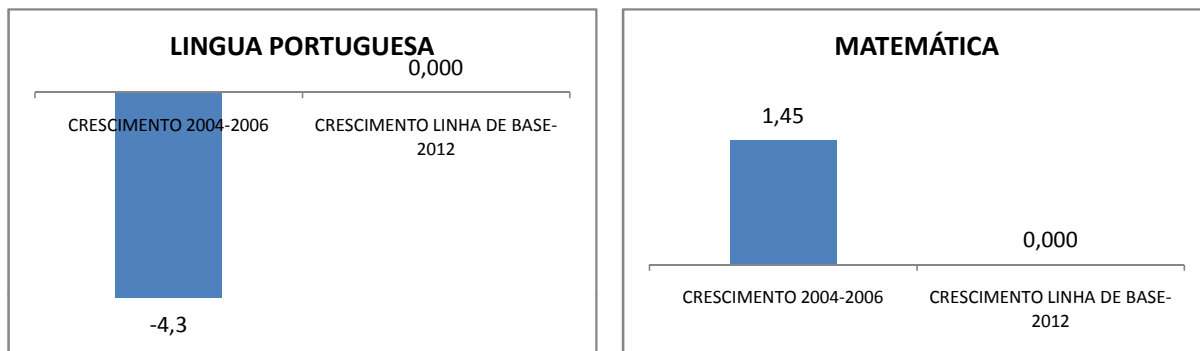 LINGUA PORTUGUESA
0,000
CRESCIMENTO 2004-2006
CRESCIMENTO LINHA DE BASE-
2012
-4,3
MATEMÁTICA
1,45
0,000
CRESCIMENTO 2004-2006
CRESCIMENTO LINHA DE BASE-
2012